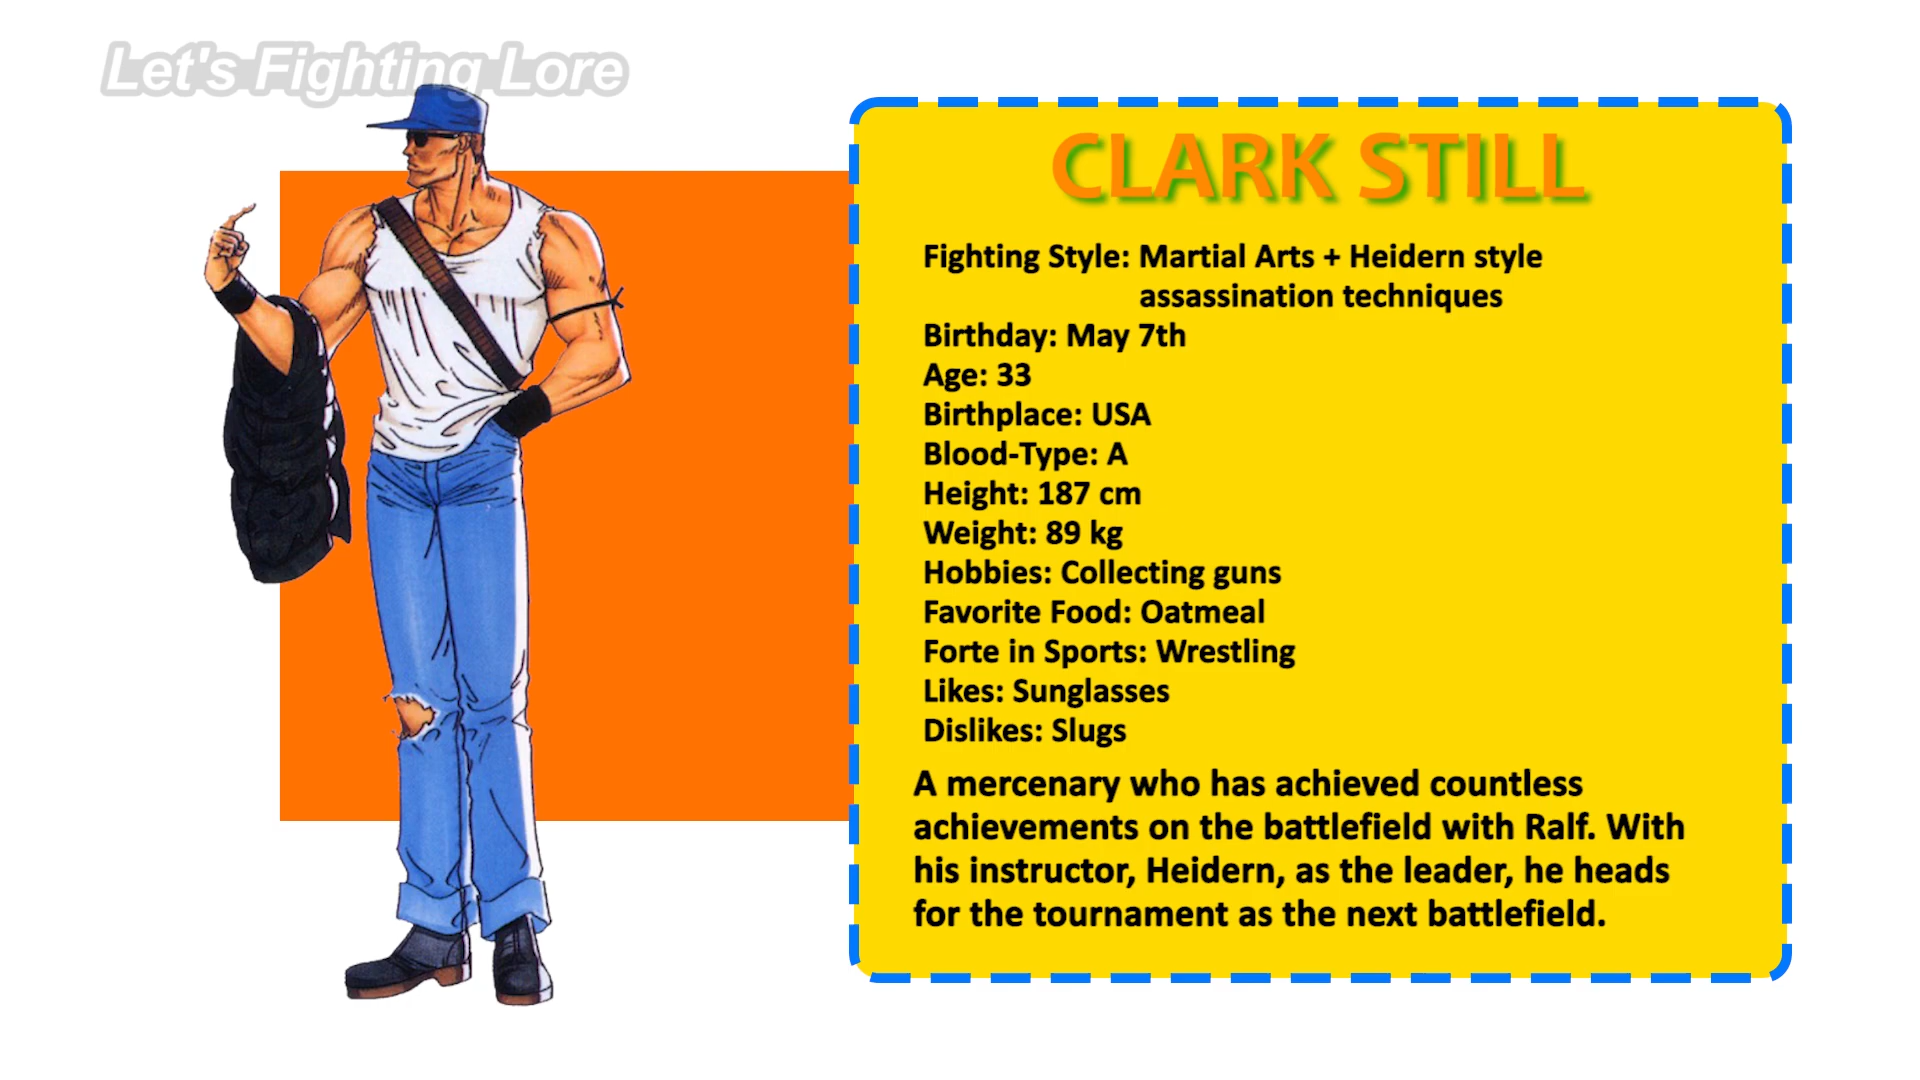 Let's Fighting Lore
CLARK STILL
Fighting Style: Martial Arts + Heidern style
assassination techniques
Birthday: May 7th
Age: 33
Birthplace: USA
Blood-Type: A
Height: 187 cm
Weight: 89 kg
Hobbies: Collecting guns
Favorite Food: Oatmeal
Forte in Sports: Wrestling
Likes: Sunglasses
Dislikes: Slugs
A mercenary who has achieved countless
achievements on the battlefield with Ralf. With
his instructor, Heidern, as the leader, he heads
for the tournament as the next battlefield.